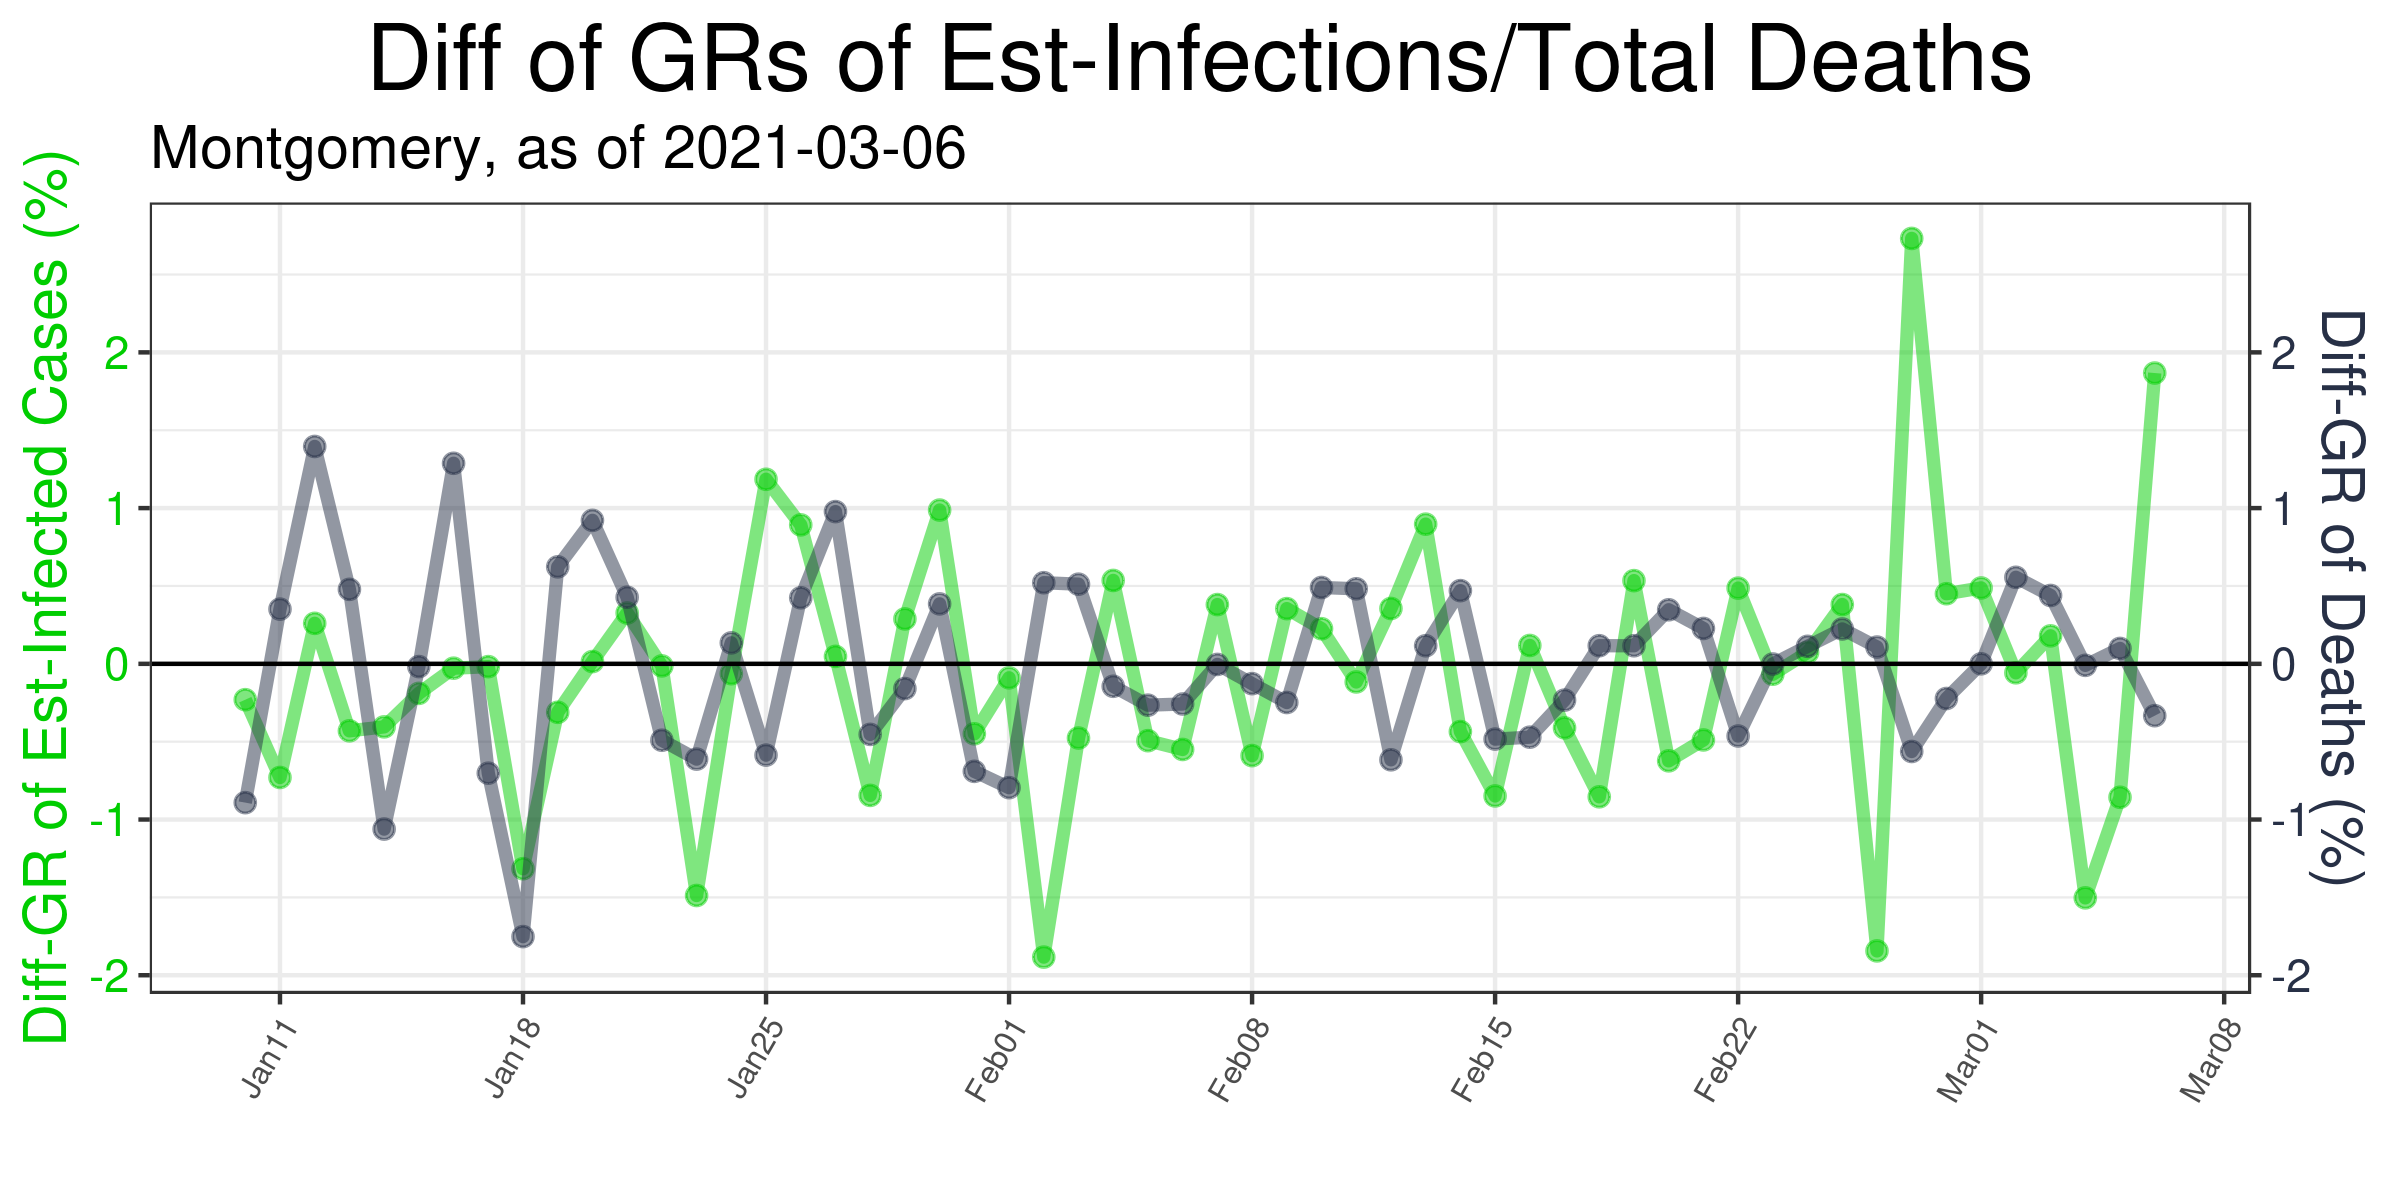 Diff of GRs of Est-Infections/Total Deaths
Montgomery, as of 2021-03-06
Diff-GR of Est-Infected Cases (%)
2
1
0
-1
-2
2
1
0
-1
-2
Diff-GR of Deaths (%)
Jan11
Jan18
Jan25
Feb01
Feb08
Feb15
Feb22
Mar01
Mar08